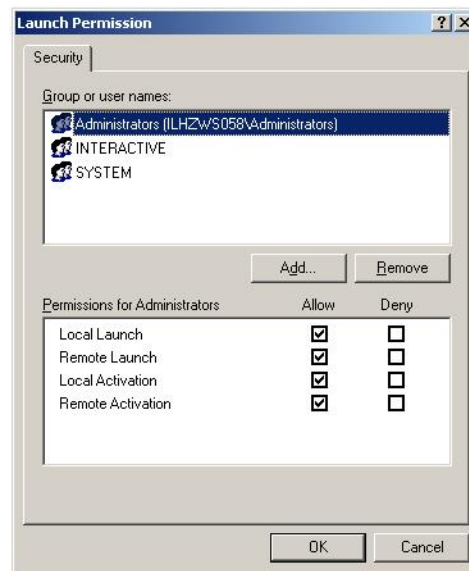 Launch Permission
Security
Group or user names:
Administrators (ILHZWS058\Administrators)
INTERACTIVE
SYSTEM
Add... Remove
Permissions for Administrators Allow Deny
Local Launch
Remote Launch
Local Activation
Remote Activation
OK Cancel